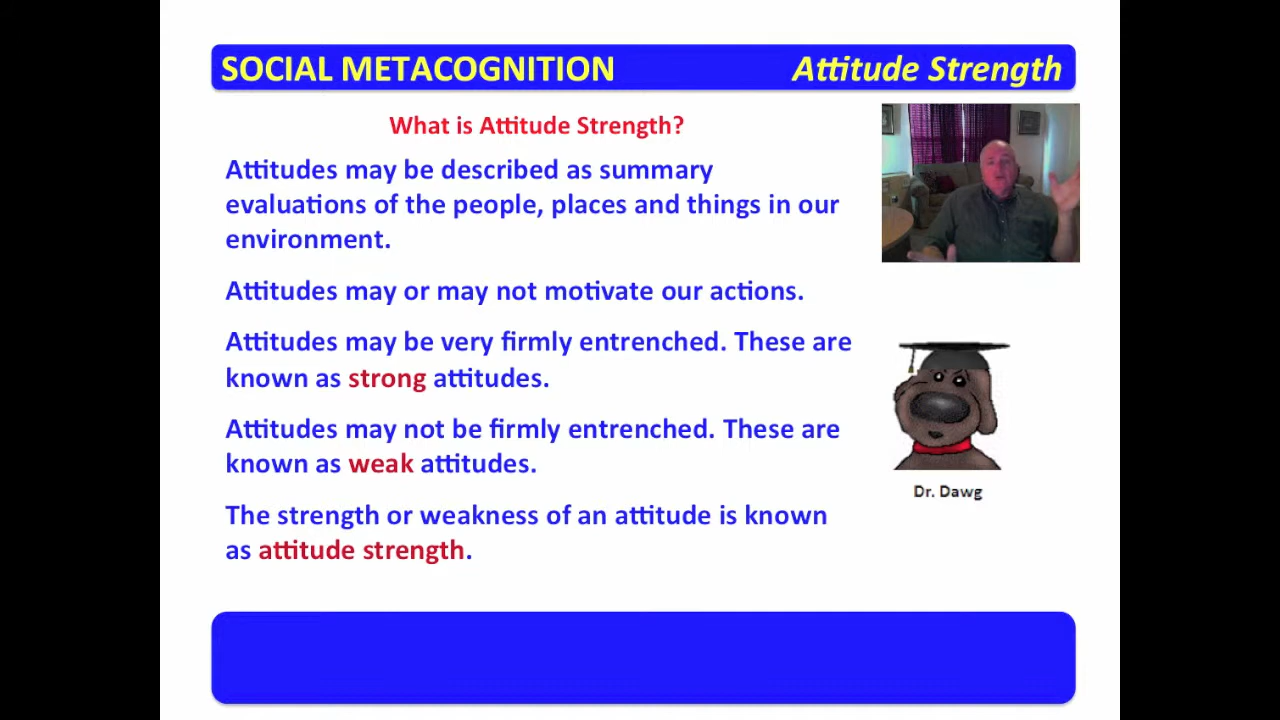 SOCIAL METACOGNITION Attitude Strength
What is Attitude Strength?
Attitudes may be described as summary
evaluations of the people, places and things in our
environment.
Attitudes may or may not motivate our actions.
Attitudes may be very firmly entrenched. These are
known as strong attitudes.
Attitudes may not be firmly entrenched. These are
known as weak attitudes.
The strength or weakness of an attitude is known
as attitude strength.
Dr. Dawg